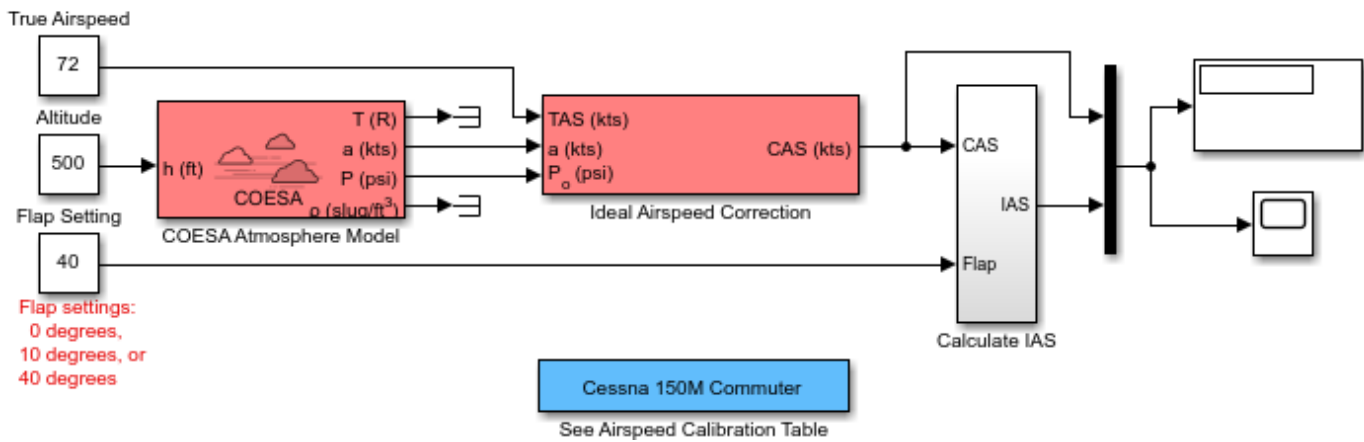 True Airspeed
72
Altitude
500
Flap Setting
40
Flap settings:
0 degrees,
10 degrees, or
40 degrees
h (ft)
COESA
T (R)
a (kts)
P (psi)
ρ (slug/ft³)
COESA Atmosphere Model
TAS (kts)
a (kts)
P₀ (psi)
CAS (kts)
Ideal Airspeed Correction
CAS
IAS
Flap
Calculate IAS
Cessna 150M Commuter
See Airspeed Calibration Table